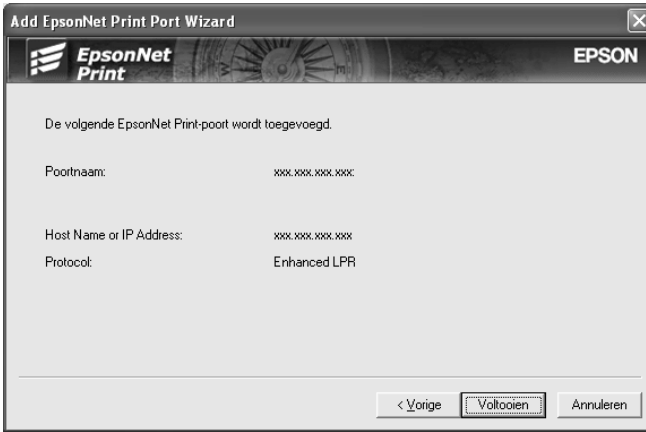 Add EpsonNet Print Port Wizard
EpsonNet
Print
EPSON
De volgende EpsonNet Print-poort wordt toegevoegd.
Poortnaam: xxx.xxx.xxx.xxx:
Host Name or IP Address: xxx.xxx.xxx.xxx
Protocol: Enhanced LPR
< Vorige Voltooien Annuleren